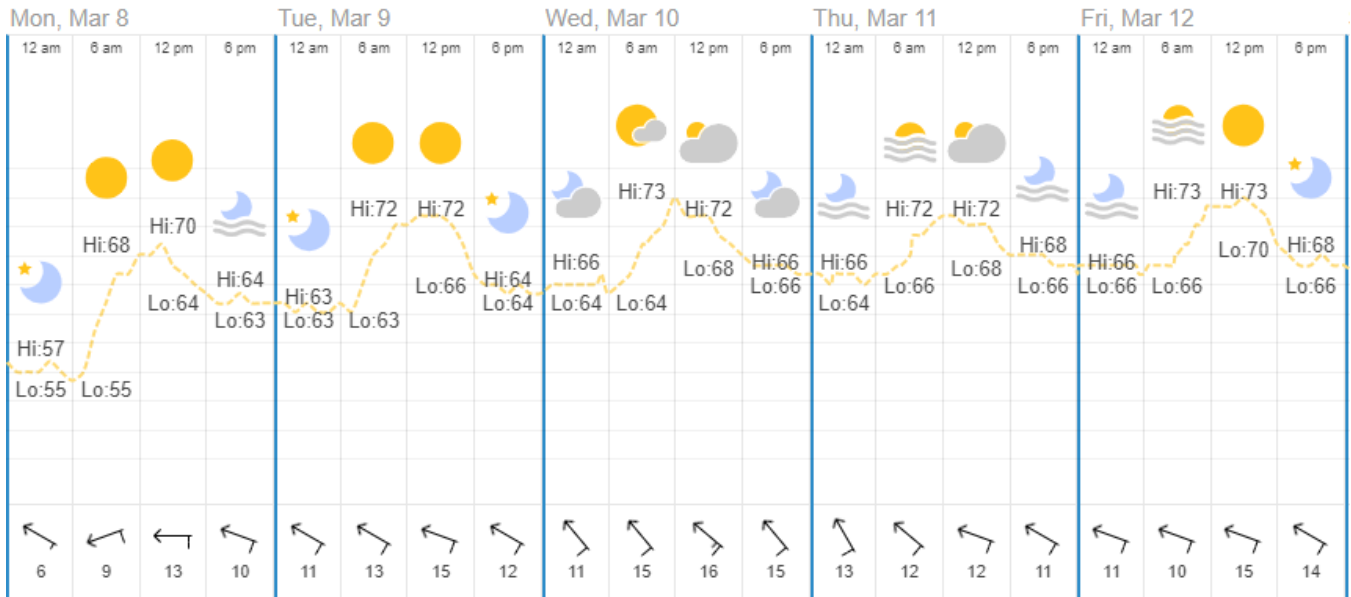 Mon, Mar 8 Tue, Mar 9 Wed, Mar 10 Thu, Mar 11 Fri, Mar 12
12 am 6 am 12 pm 6 pm 12 am 6 am 12 pm 6 pm 12 am 6 am 12 pm 6 pm 12 am 6 am 12 pm 6 pm 12 am 6 am 12 pm 6 pm
Hi:57 Hi:68 Hi:70 Hi:64 Hi:63 Hi:72 Hi:72 Hi:64 Hi:66 Hi:73 Hi:72 Hi:66 Hi:66 Hi:72 Hi:72 Hi:68 Hi:66 Hi:73 Hi:73 Hi:68
Lo:55 Lo:55 Lo:64 Lo:63 Lo:63 Lo:63 Lo:66 Lo:64 Lo:64 Lo:64 Lo:68 Lo:66 Lo:64 Lo:66 Lo:68 Lo:66 Lo:66 Lo:66 Lo:70 Lo:66
6 9 13 10 11 13 15 12 11 15 16 15 13 12 12 11 11 10 15 14